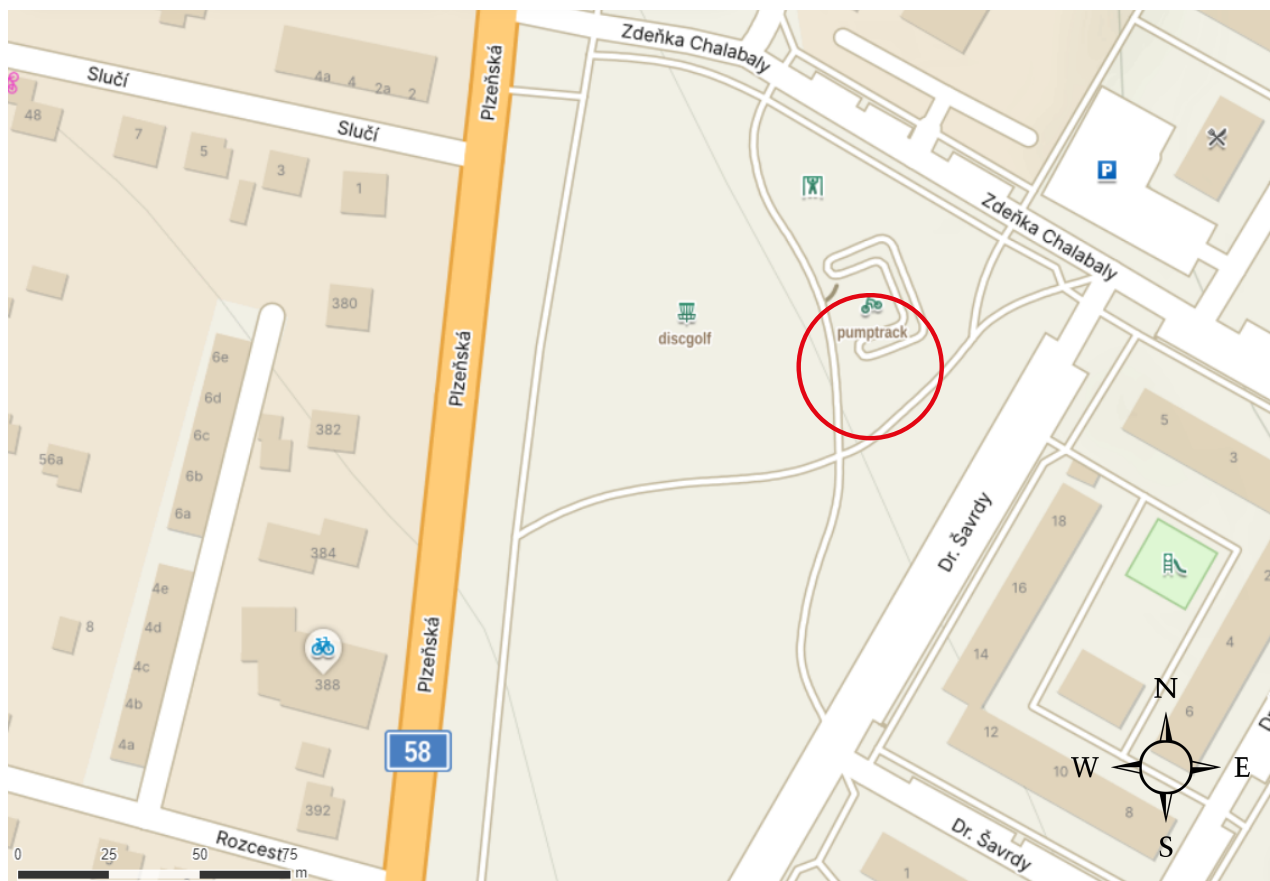 Zdeňka Chalabaly
Plzeňská
Slučí
4a
4
2a
2
48
7
5
3
1
Slučí
P
Zdeňka Chalabaly
380
discgolf
pumptrack
6e
6d
6c
6b
6a
Plzeňská
382
56a
384
5
3
18
16
14
12
10
8
Dr. Šavrdy
2
4
6
4e
4d
4c
4b
4a
8
388
Plzeňská
58
392
Rozcest
N
W
E
S
Dr. Šavrdy
1
0
25
50
75
m